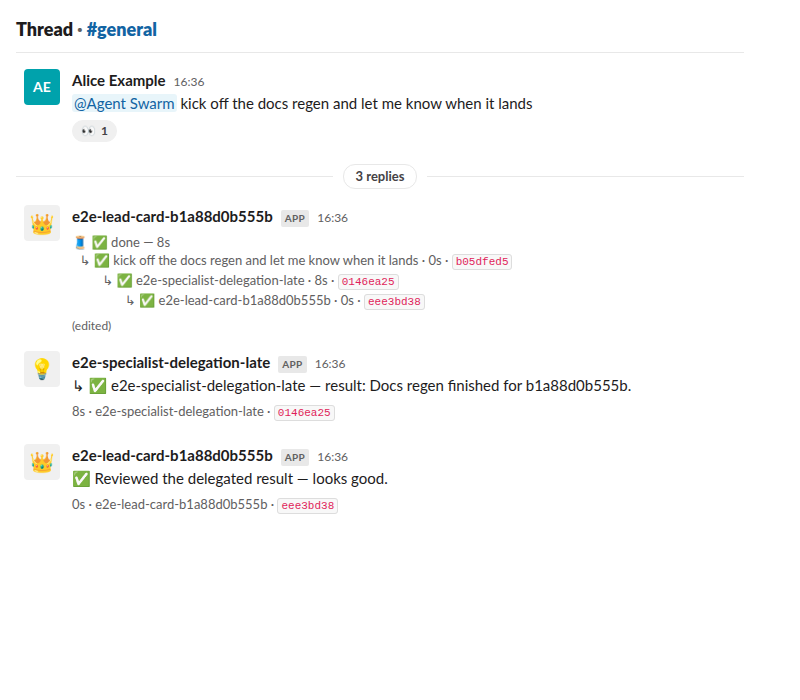 Thread • #general
AE
Alice Example 16:36
@Agent Swarm kick off the docs regen and let me know when it lands
👀 1
3 replies
e2e-lead-card-b1a88d0b555b APP 16:36
🧵 ✅ done — 8s
↳ ✅ kick off the docs regen and let me know when it lands · 0s · b05dfed5
↳ ✅ e2e-specialist-delegation-late · 8s · 0146ea25
↳ ✅ e2e-lead-card-b1a88d0b555b · 0s · eee3bd38
(edited)
e2e-specialist-delegation-late APP 16:36
↳ ✅ e2e-specialist-delegation-late — result: Docs regen finished for b1a88d0b555b.
8s · e2e-specialist-delegation-late · 0146ea25
e2e-lead-card-b1a88d0b555b APP 16:36
✅ Reviewed the delegated result — looks good.
0s · e2e-lead-card-b1a88d0b555b · eee3bd38